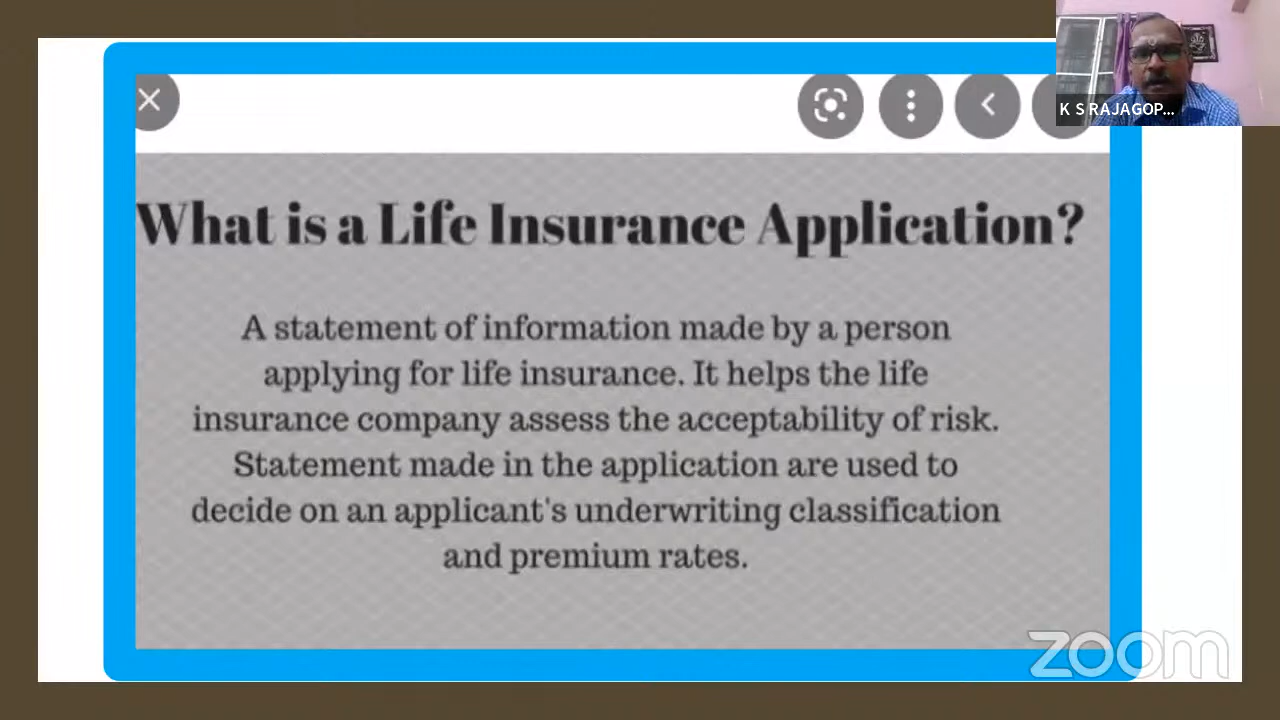 K S RAJAGOP...
What is a Life Insurance Application?
A statement of information made by a person
applying for life insurance. It helps the life
insurance company assess the acceptability of risk.
Statement made in the application are used to
decide on an applicant's underwriting classification
and premium rates.
zoom